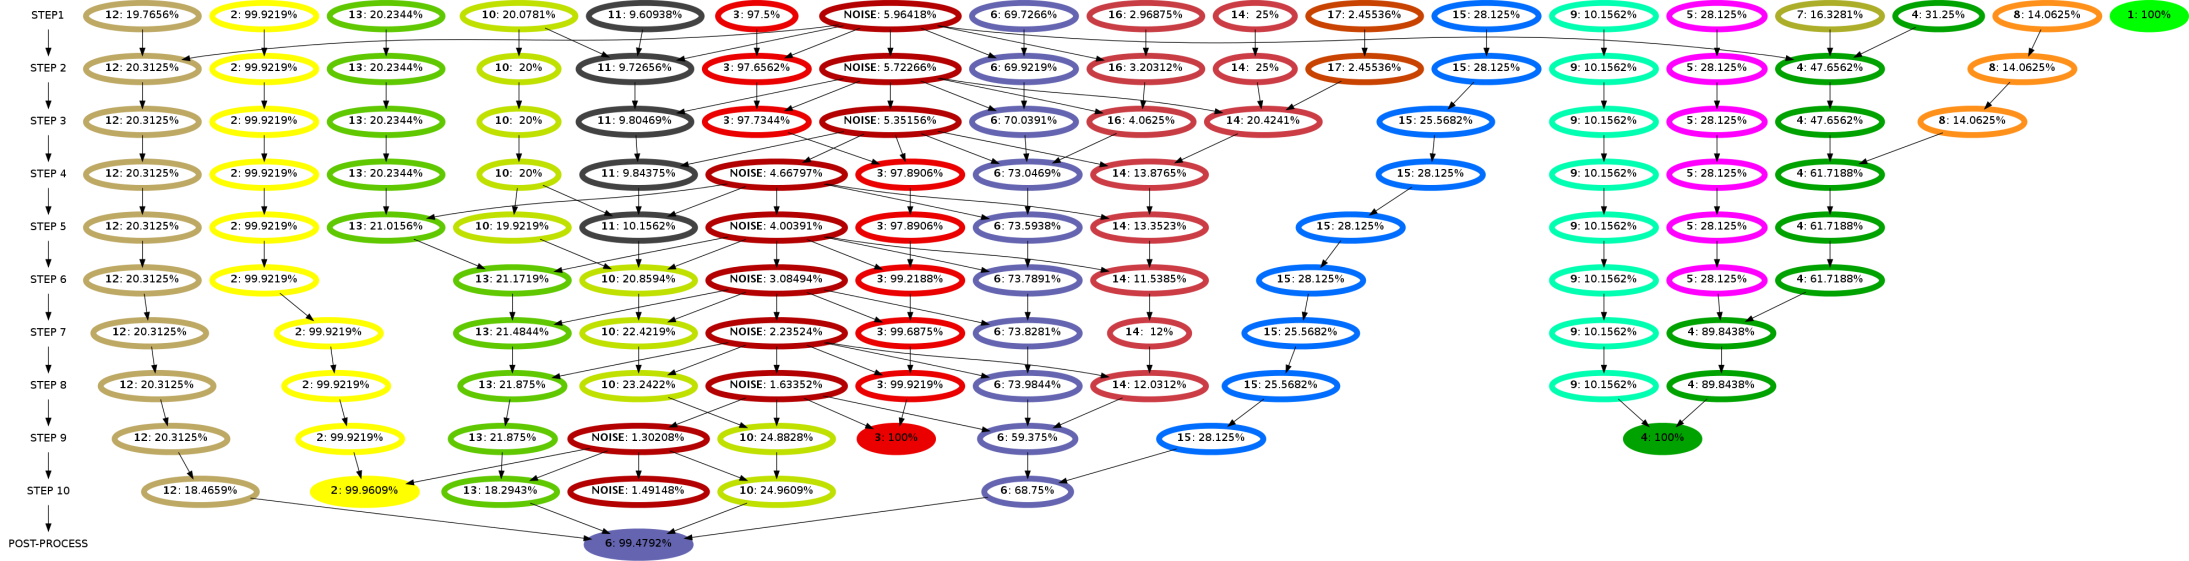 STEP1 12: 19.7656% 2: 99.9219% 13: 20.2344% 10: 20.0781% 11: 9.60938% 3: 97.5% NOISE: 5.96418% 6: 69.7266% 16: 2.96875% 14: 25% 17: 2.45536% 15: 28.125% 9: 10.1562% 5: 28.125% 7: 16.3281% 4: 31.25% 8: 14.0625% 1: 100%
STEP 2 12: 20.3125% 2: 99.9219% 13: 20.2344% 10: 20% 11: 9.72656% 3: 97.6562% NOISE: 5.72266% 6: 69.9219% 16: 3.20312% 14: 25% 17: 2.45536% 15: 28.125% 9: 10.1562% 5: 28.125% 4: 47.6562% 8: 14.0625%
STEP 3 12: 20.3125% 2: 99.9219% 13: 20.2344% 10: 20% 11: 9.80469% 3: 97.7344% NOISE: 5.35156% 6: 70.0391% 16: 4.0625% 14: 20.4241% 15: 25.5682% 9: 10.1562% 5: 28.125% 4: 47.6562% 8: 14.0625%
STEP 4 12: 20.3125% 2: 99.9219% 13: 20.2344% 10: 20% 11: 9.84375% NOISE: 4.66797% 3: 97.8906% 6: 73.0469% 14: 13.8765% 15: 28.125% 9: 10.1562% 5: 28.125% 4: 61.7188%
STEP 5 12: 20.3125% 2: 99.9219% 13: 21.0156% 10: 19.9219% 11: 10.1562% NOISE: 4.00391% 3: 97.8906% 6: 73.5938% 14: 13.3523% 15: 28.125% 9: 10.1562% 5: 28.125% 4: 61.7188%
STEP 6 12: 20.3125% 2: 99.9219% 13: 21.1719% 10: 20.8594% NOISE: 3.08494% 3: 99.2188% 6: 73.7891% 14: 11.5385% 15: 28.125% 9: 10.1562% 5: 28.125% 4: 61.7188%
STEP 7 12: 20.3125% 2: 99.9219% 13: 21.4844% 10: 22.4219% NOISE: 2.23524% 3: 99.6875% 6: 73.8281% 14: 12% 15: 25.5682% 9: 10.1562% 4: 89.8438%
STEP 8 12: 20.3125% 2: 99.9219% 13: 21.875% 10: 23.2422% NOISE: 1.63352% 3: 99.9219% 6: 73.9844% 14: 12.0312% 15: 25.5682% 9: 10.1562% 4: 89.8438%
STEP 9 12: 20.3125% 2: 99.9219% 13: 21.875% NOISE: 1.30208% 10: 24.8828% 3: 100% 6: 59.375% 15: 28.125% 4: 100%
STEP 10 12: 18.4659% 2: 99.9609% 13: 18.2943% NOISE: 1.49148% 10: 24.9609% 6: 68.75%
POST-PROCESS 6: 99.4792%